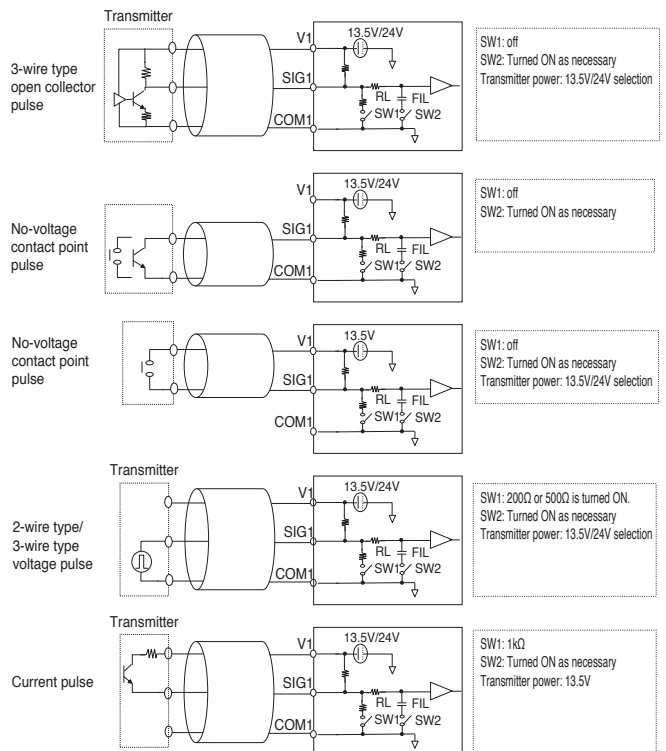 Transmitter
3-wire type
open collector
pulse
V1
13.5V/24V
SIG1
RL
FIL
SW1
SW2
COM1
SW1: off
SW2: Turned ON as necessary
Transmitter power: 13.5V/24V selection
No-voltage
contact point
pulse
V1
13.5V/24V
SIG1
RL
FIL
SW1
SW2
COM1
SW1: off
SW2: Turned ON as necessary
No-voltage
contact point
pulse
V1
13.5V
SIG1
RL
FIL
SW1
SW2
COM1
SW1: off
SW2: Turned ON as necessary
Transmitter power: 13.5V/24V selection
Transmitter
2-wire type/
3-wire type
voltage pulse
V1
13.5V/24V
SIG1
RL
FIL
SW1
SW2
COM1
SW1: 200Ω or 500Ω is turned ON.
SW2: Turned ON as necessary
Transmitter power: 13.5V/24V selection
Transmitter
Current pulse
V1
13.5V/24V
SIG1
RL
FIL
SW1
SW2
COM1
SW1: 1kΩ
SW2: Turned ON as necessary
Transmitter power: 13.5V